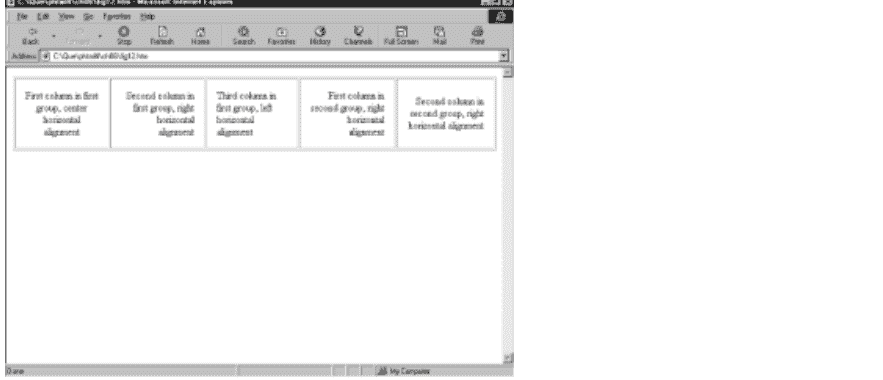 Microsoft Internet Explorer
File Edit View Go Favorites Help
Back Forward Stop Refresh Home Search Favorites History Channels Full Screen Mail Print
Address
First column in first
group, center
horizontal
alignment
Second column in
first group, right
horizontal
alignment
Third column in
first group, left
horizontal
alignment
First column in
second group, right
horizontal
alignment
Second column in
second group, right
horizontal alignment
Done
My Computer